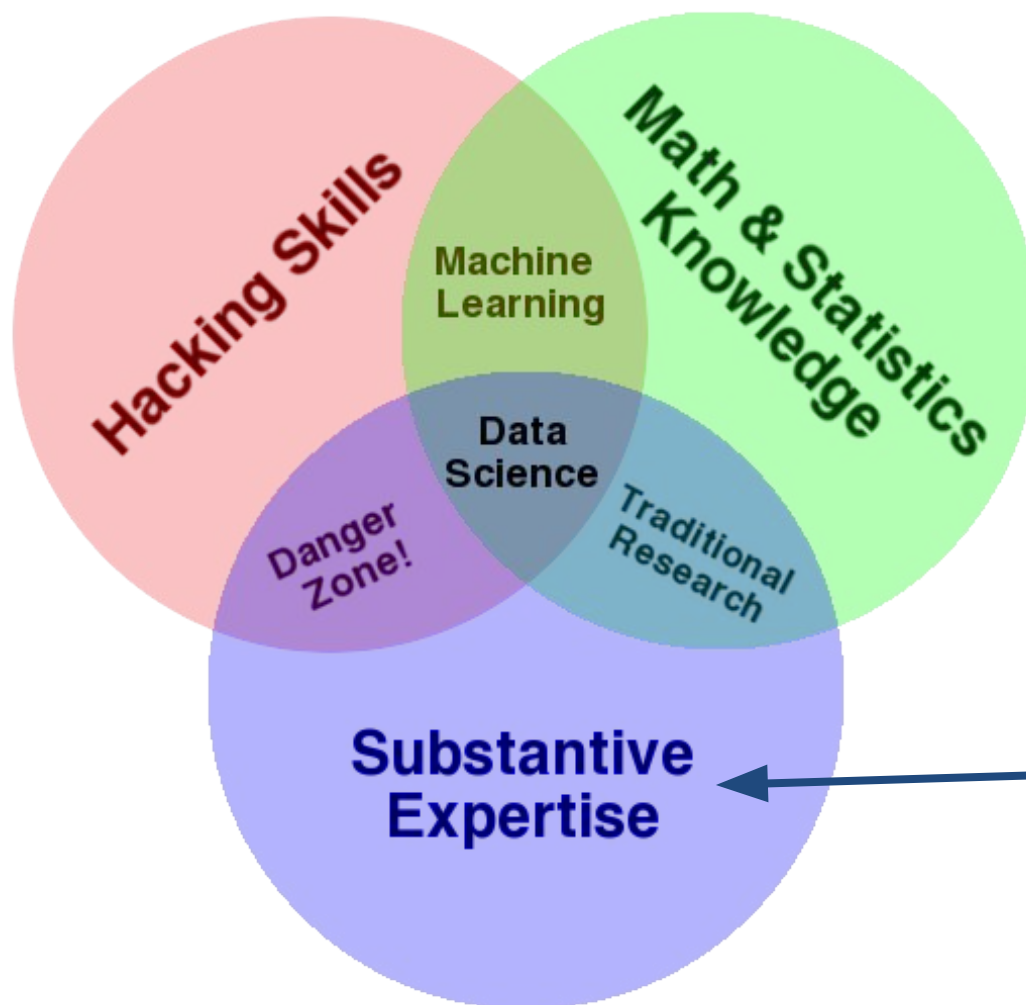 Hacking Skills
Math & Statistics
Knowledge
Machine
Learning
Data
Science
Danger
Zone!
Traditional
Research
Substantive
Expertise